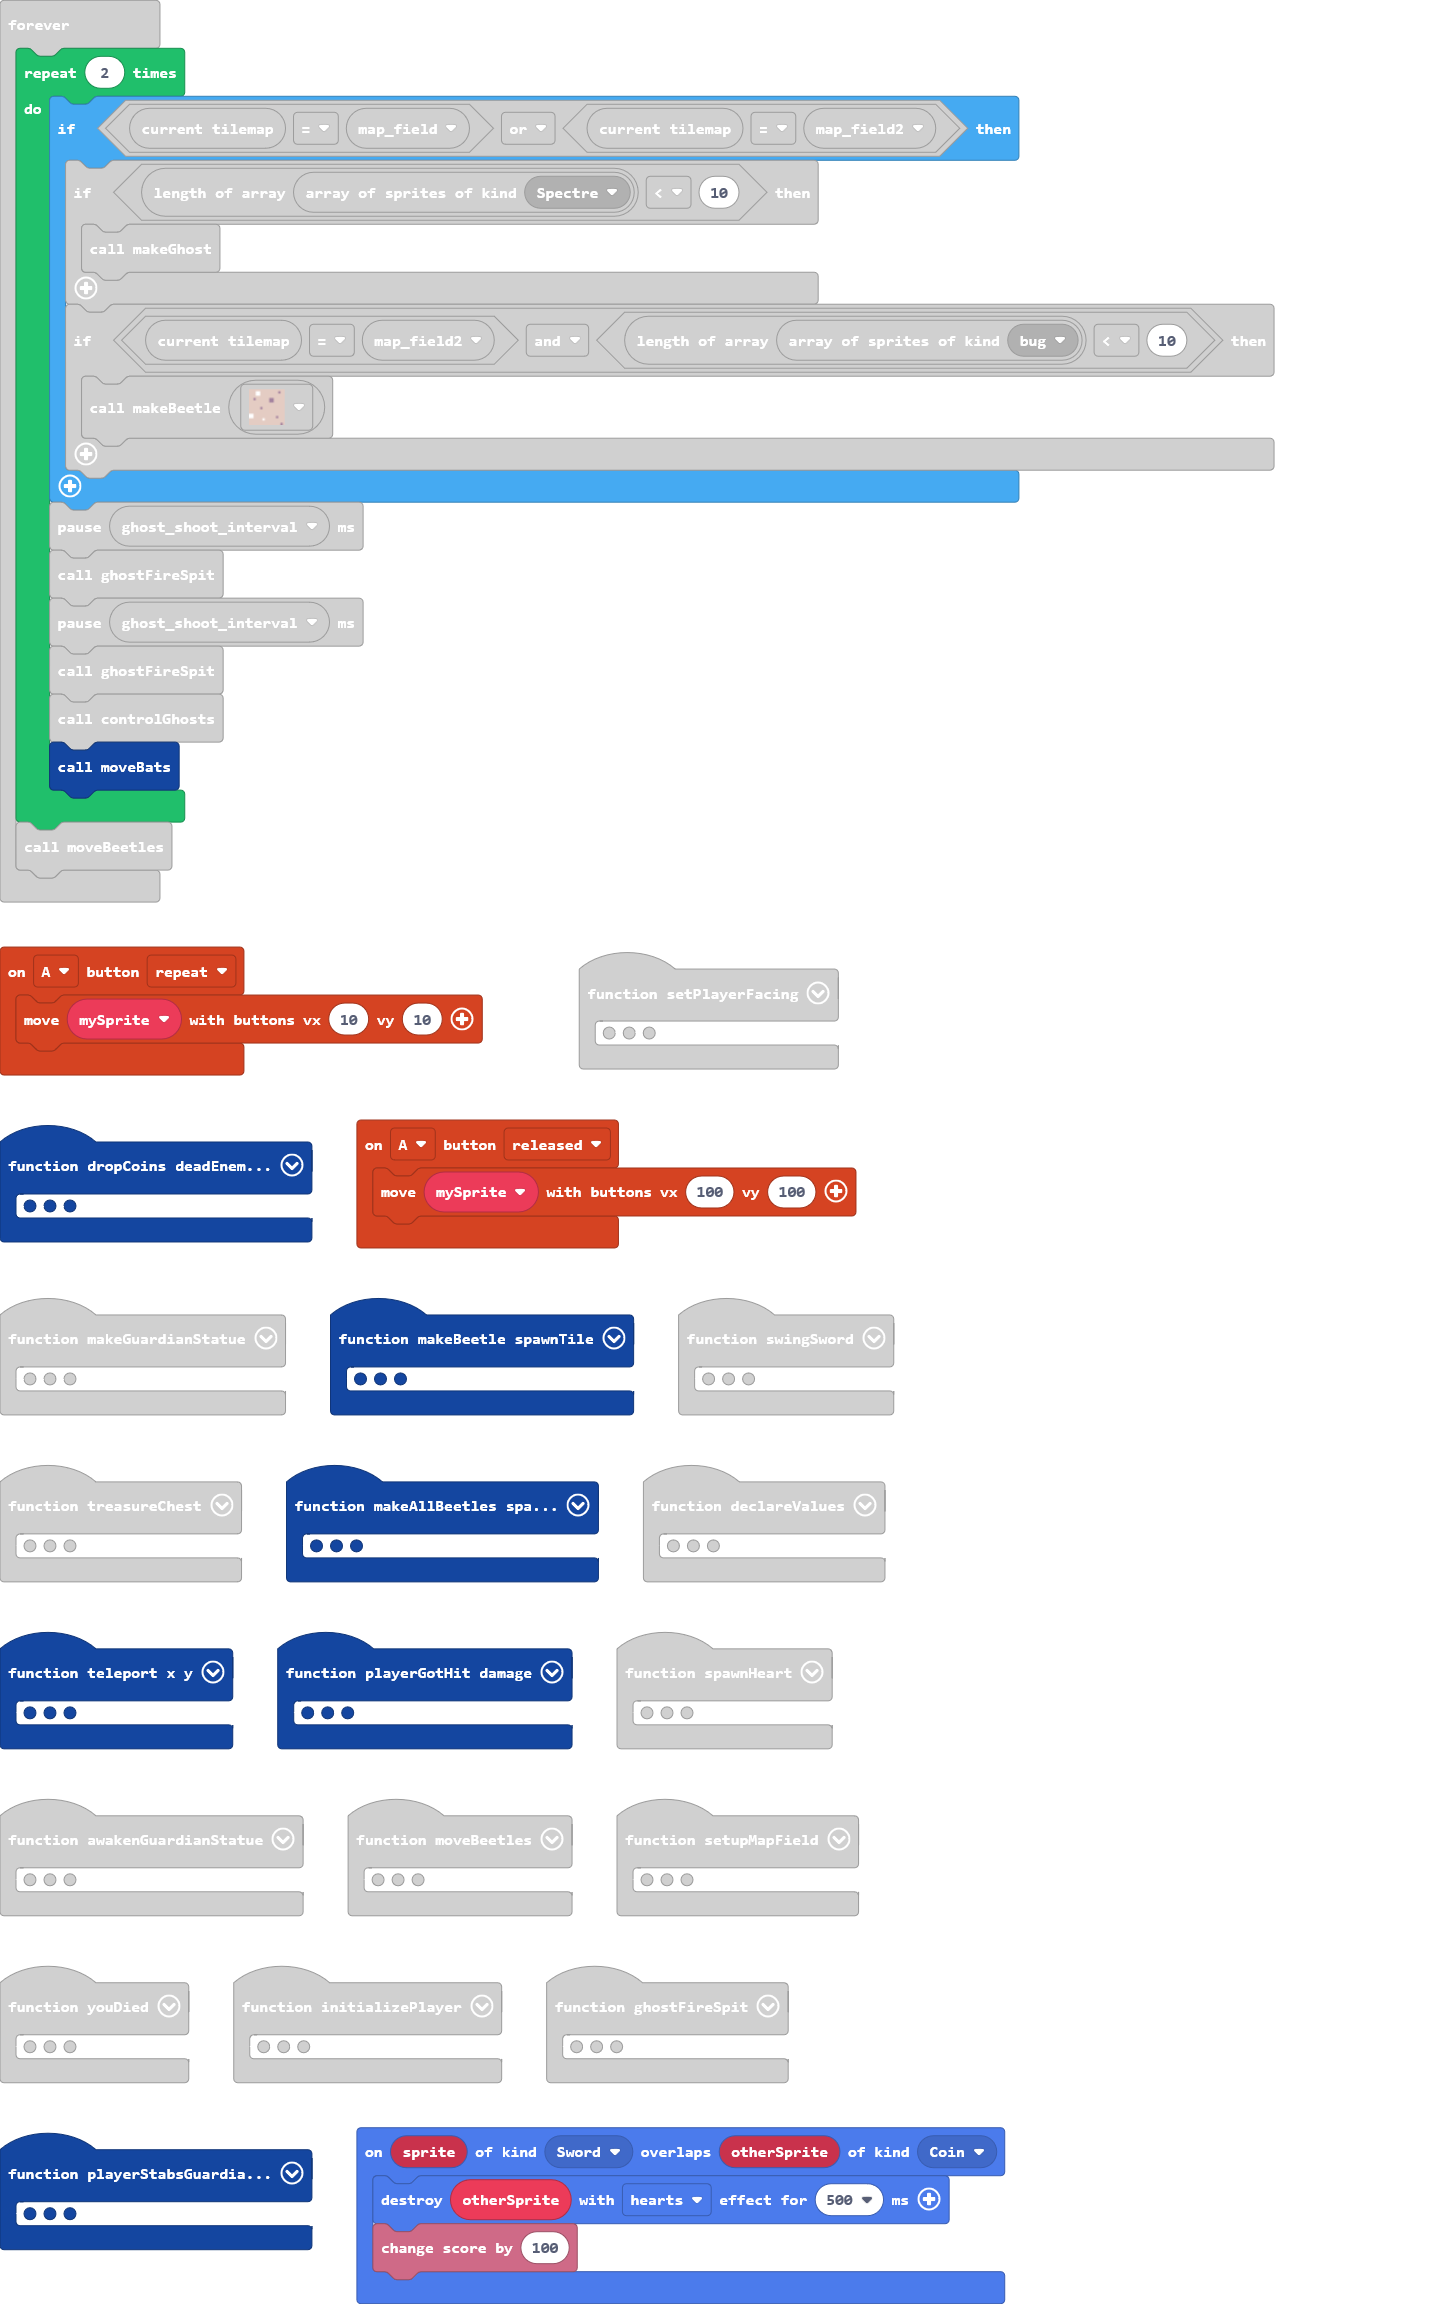 forever
repeat 2 times
do
if current tilemap = map_field or current tilemap = map_field2 then
if length of array array of sprites of kind Spectre < 10 then
call makeGhost
if current tilemap = map_field2 and length of array array of sprites of kind bug < 10 then
call makeBeetle
pause ghost_shoot_interval ms
call ghostFireSpit
pause ghost_shoot_interval ms
call ghostFireSpit
call controlGhosts
call moveBats
call moveBeetles
on A button repeat
move mySprite with buttons vx 10 vy 10
function setPlayerFacing
function dropCoins deadEnem...
on A button released
move mySprite with buttons vx 100 vy 100
function makeGuardianStatue
function makeBeetle spawnTile
function swingSword
function treasureChest
function makeAllBeetles spa...
function declareValues
function teleport x y
function playerGotHit damage
function spawnHeart
function awakenGuardianStatue
function moveBeetles
function setupMapField
function youDied
function initializePlayer
function ghostFireSpit
function playerStabsGuardia...
on sprite of kind Sword overlaps otherSprite of kind Coin
destroy otherSprite with hearts effect for 500 ms
change score by 100